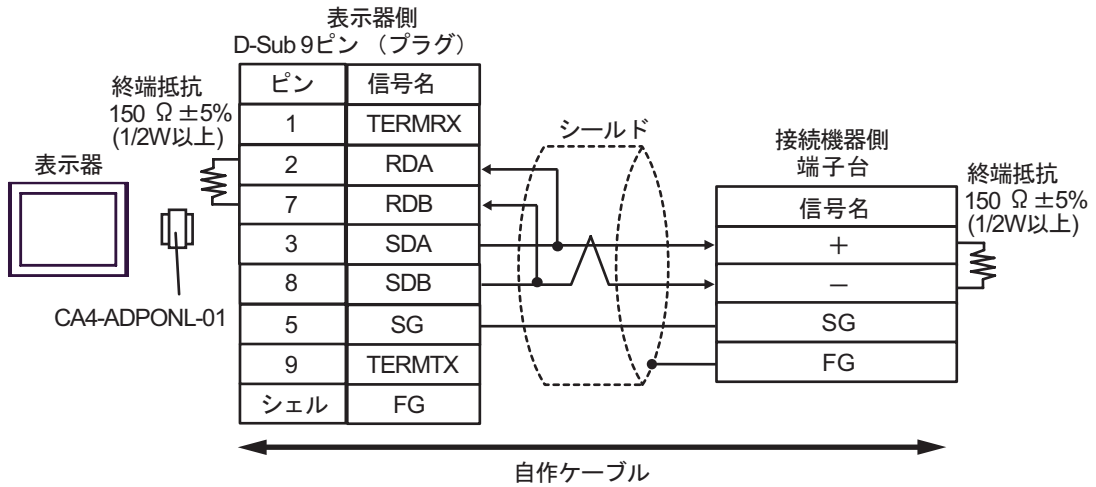 表示器側
D-Sub 9ピン （プラグ）
終端抵抗
150 Ω ±5%
(1/2W以上)
表示器
CA4-ADPONL-01
ピン 信号名
1 TERMRX
2 RDA
7 RDB
3 SDA
8 SDB
5 SG
9 TERMTX
シェル FG
シールド
接続機器側
端子台
信号名
＋
－
SG
FG
終端抵抗
150 Ω ±5%
(1/2W以上)
自作ケーブル